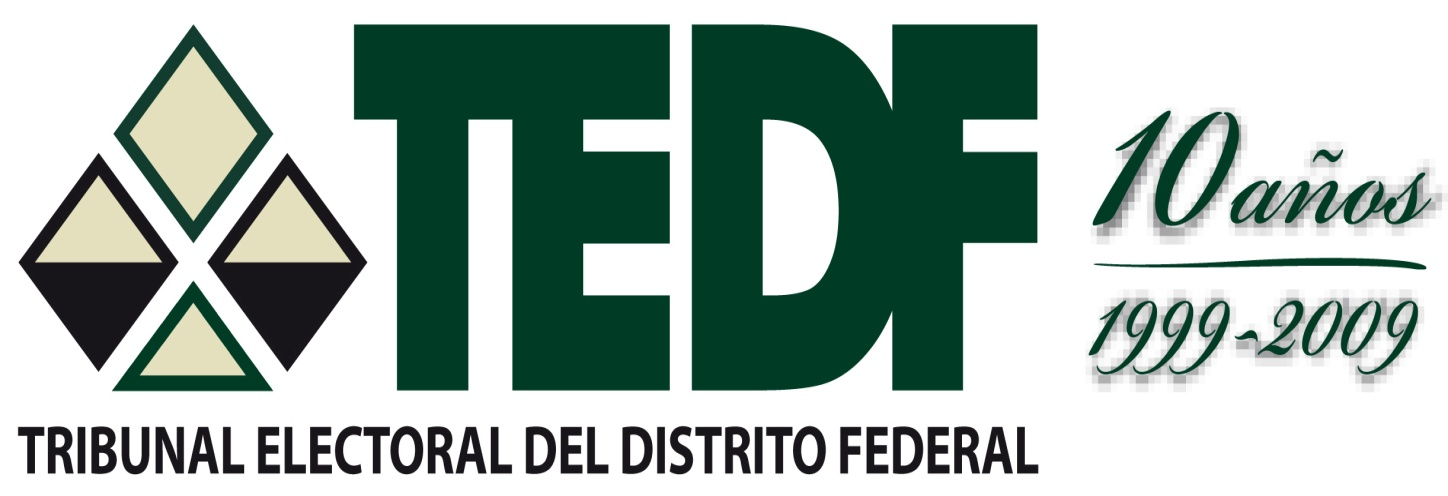 TEDF
TRIBUNAL ELECTORAL DEL DISTRITO FEDERAL
10 años
1999-2009